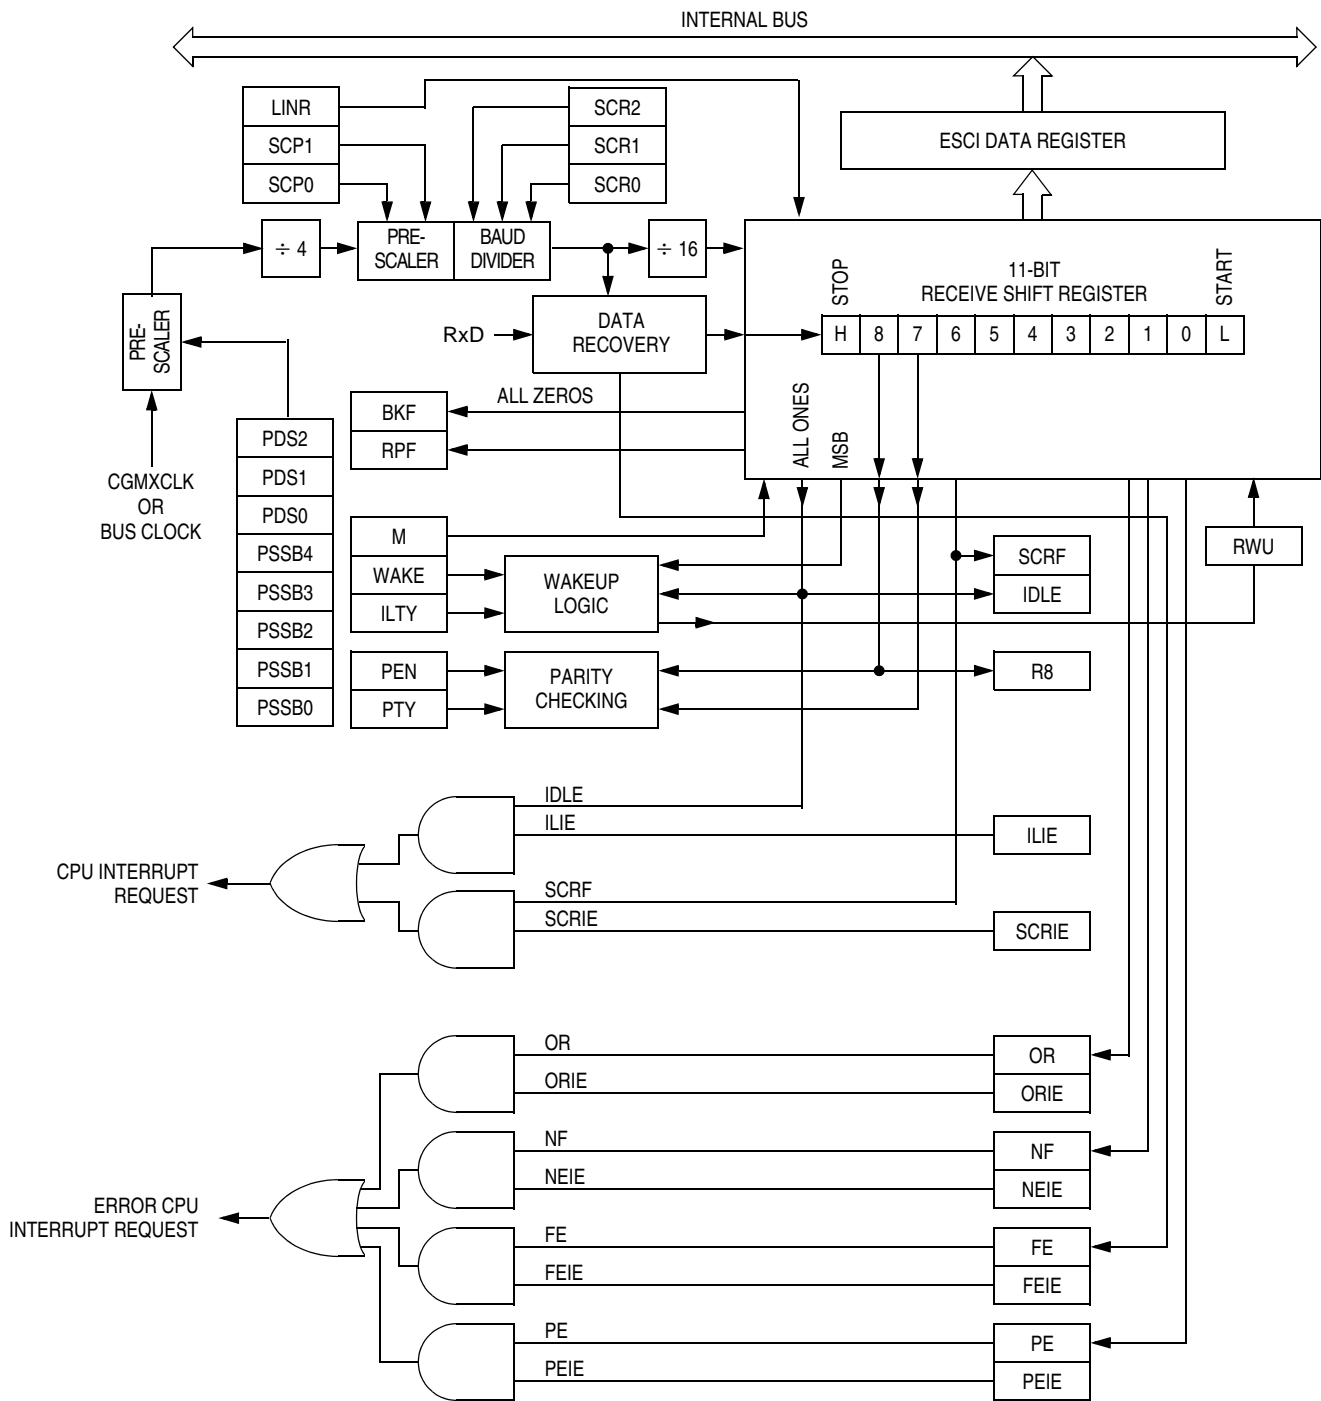 INTERNAL BUS
LINR
SCP1
SCP0
SCR2
SCR1
SCR0
ESCI DATA REGISTER
÷ 4
PRE-
SCALER
BAUD
DIVIDER
÷ 16
PRE-
SCALER
RxD
DATA
RECOVERY
STOP
11-BIT
RECEIVE SHIFT REGISTER
START
H 8 7 6 5 4 3 2 1 0 L
ALL ONES
MSB
BKF
RPF
ALL ZEROS
CGMXCLK
OR
BUS CLOCK
PDS2
PDS1
PDS0
PSSB4
PSSB3
PSSB2
PSSB1
PSSB0
M
WAKE
ILTY
WAKEUP
LOGIC
SCRF
IDLE
RWU
PEN
PTY
PARITY
CHECKING
R8
IDLE
ILIE
ILIE
CPU INTERRUPT
REQUEST
SCRF
SCRIE
SCRIE
OR
ORIE
OR
ORIE
NF
NEIE
NF
NEIE
ERROR CPU
INTERRUPT REQUEST
FE
FEIE
FE
FEIE
PE
PEIE
PE
PEIE